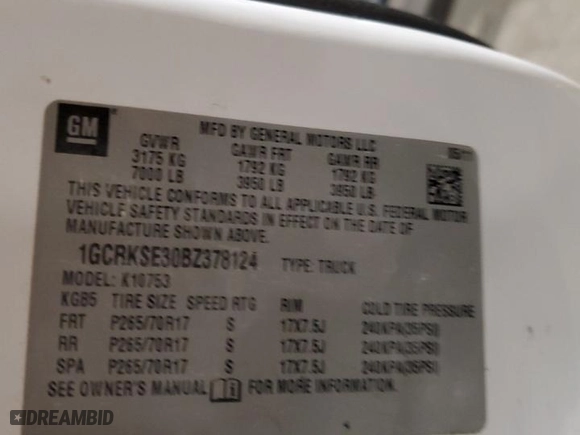 GM
MFD BY GENERAL MOTORS LLC
05/11
GVWR GAWR FRT GAWR RR
3175 KG 1792 KG 1792 KG
7000 LB 3950 LB 3950 LB
THIS VEHICLE CONFORMS TO ALL APPLICABLE U.S. FEDERAL MOTOR
VEHICLE SAFETY STANDARDS IN EFFECT ON THE DATE OF
MANUFACTURE SHOWN ABOVE.
1GCRKSE30BZ378124 TYPE: TRUCK
MODEL: K10753
KGB5 TIRE SIZE SPEED RTG RIM COLD TIRE PRESSURE
FRT P265/70R17 S 17X7.5J 240KPA(35PSI)
RR P265/70R17 S 17X7.5J 240KPA(35PSI)
SPA P265/70R17 S 17X7.5J 240KPA(35PSI)
SEE OWNER'S MANUAL FOR MORE INFORMATION.
DREAMBID